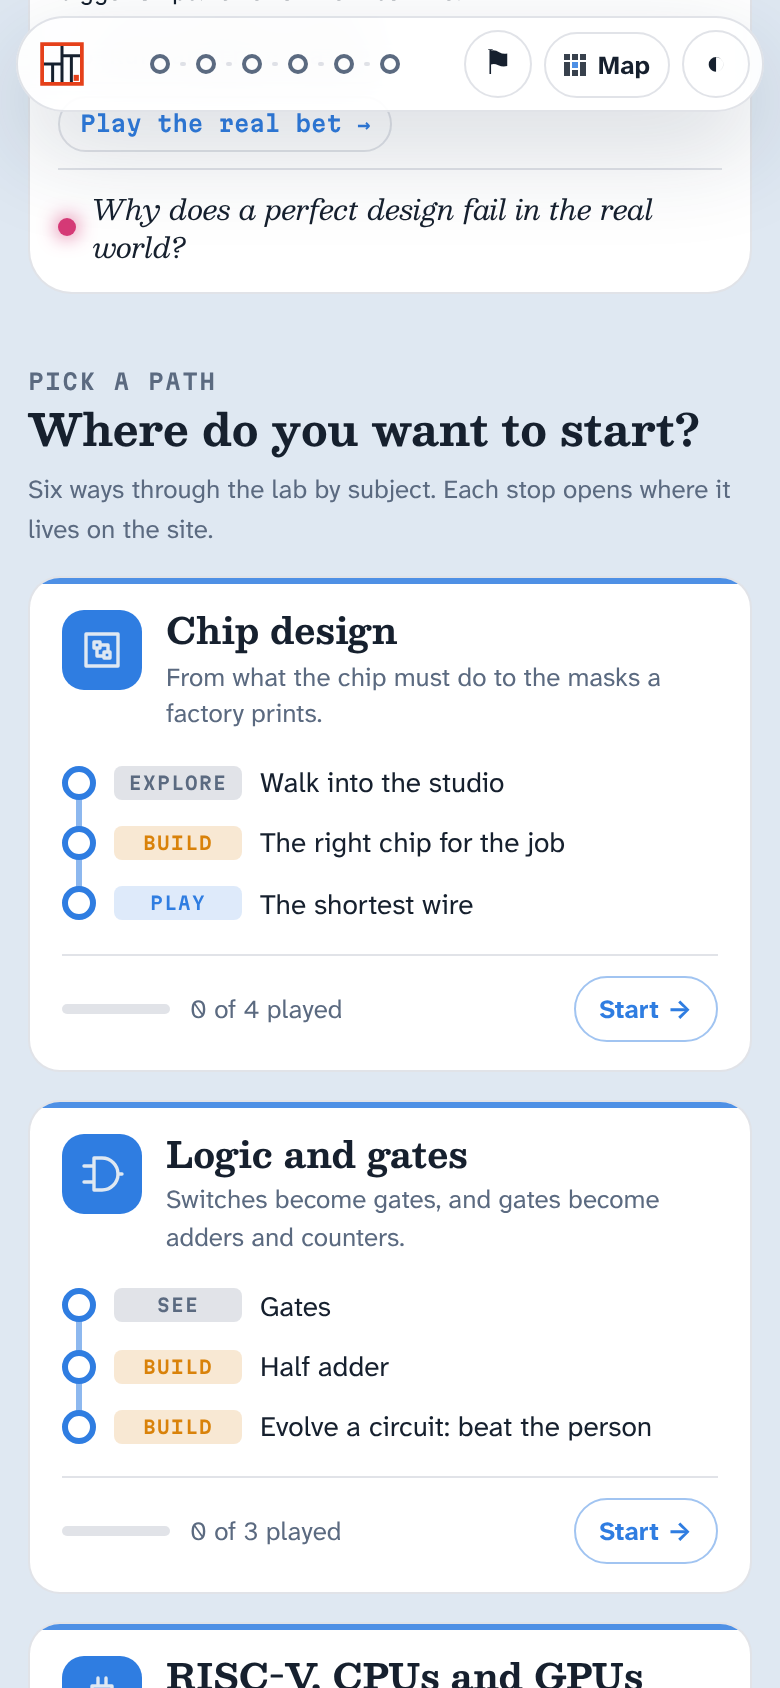 Map
Play the real bet →
Why does a perfect design fail in the real
world?
PICK A PATH
Where do you want to start?
Six ways through the lab by subject. Each stop opens where it
lives on the site.
Chip design
From what the chip must do to the masks a
factory prints.
EXPLORE Walk into the studio
BUILD The right chip for the job
PLAY The shortest wire
0 of 4 played Start →
Logic and gates
Switches become gates, and gates become
adders and counters.
SEE Gates
BUILD Half adder
BUILD Evolve a circuit: beat the person
0 of 3 played Start →
RISC-V, CPUs and GPUs